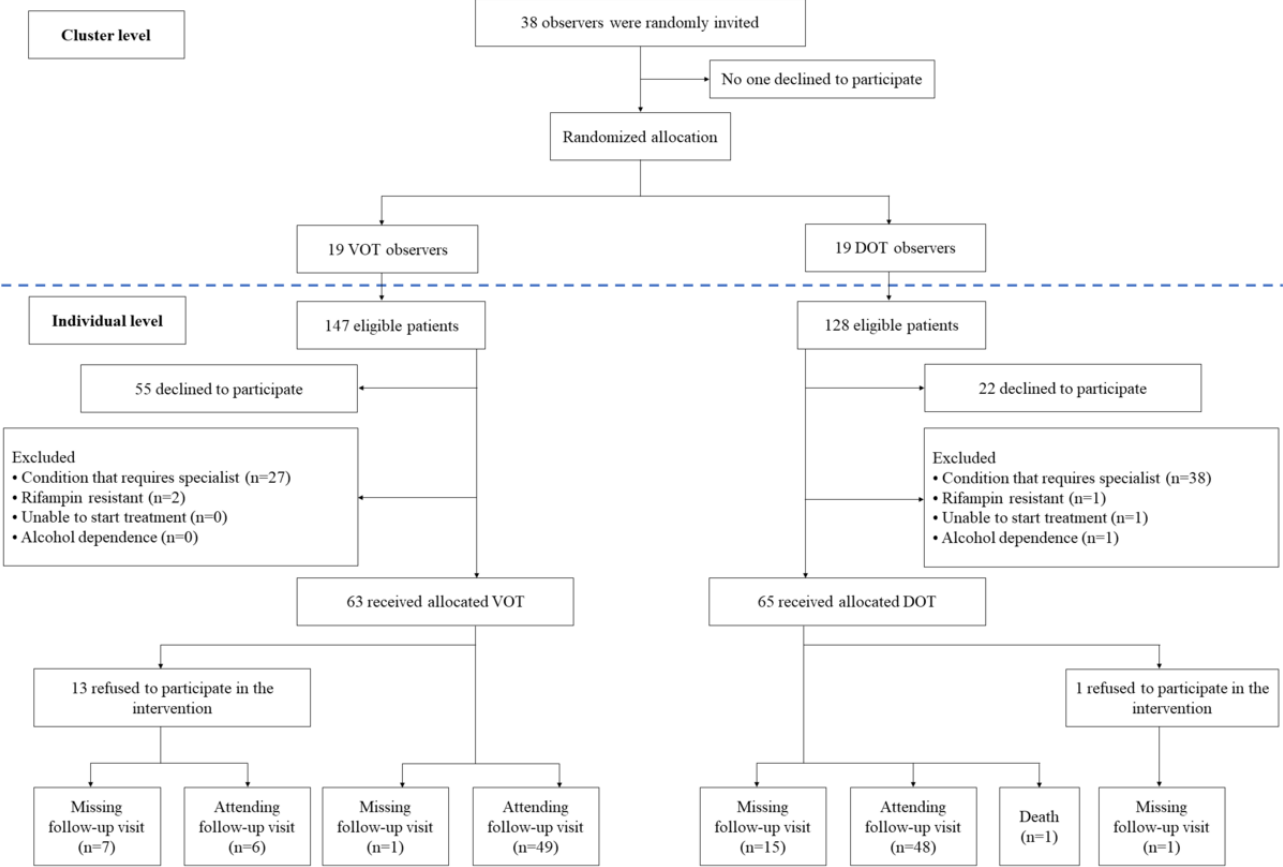 Cluster level
38 observers were randomly invited
No one declined to participate
Randomized allocation
19 VOT observers
19 DOT observers
Individual level
147 eligible patients
128 eligible patients
55 declined to participate
22 declined to participate
Excluded
• Condition that requires specialist (n=27)
• Rifampin resistant (n=2)
• Unable to start treatment (n=0)
• Alcohol dependence (n=0)
Excluded
• Condition that requires specialist (n=38)
• Rifampin resistant (n=1)
• Unable to start treatment (n=1)
• Alcohol dependence (n=1)
63 received allocated VOT
65 received allocated DOT
13 refused to participate in the
intervention
1 refused to participate in the
intervention
Missing
follow-up visit
(n=7)
Attending
follow-up visit
(n=6)
Missing
follow-up visit
(n=1)
Attending
follow-up visit
(n=49)
Missing
follow-up visit
(n=15)
Attending
follow-up visit
(n=48)
Death
(n=1)
Missing
follow-up visit
(n=1)